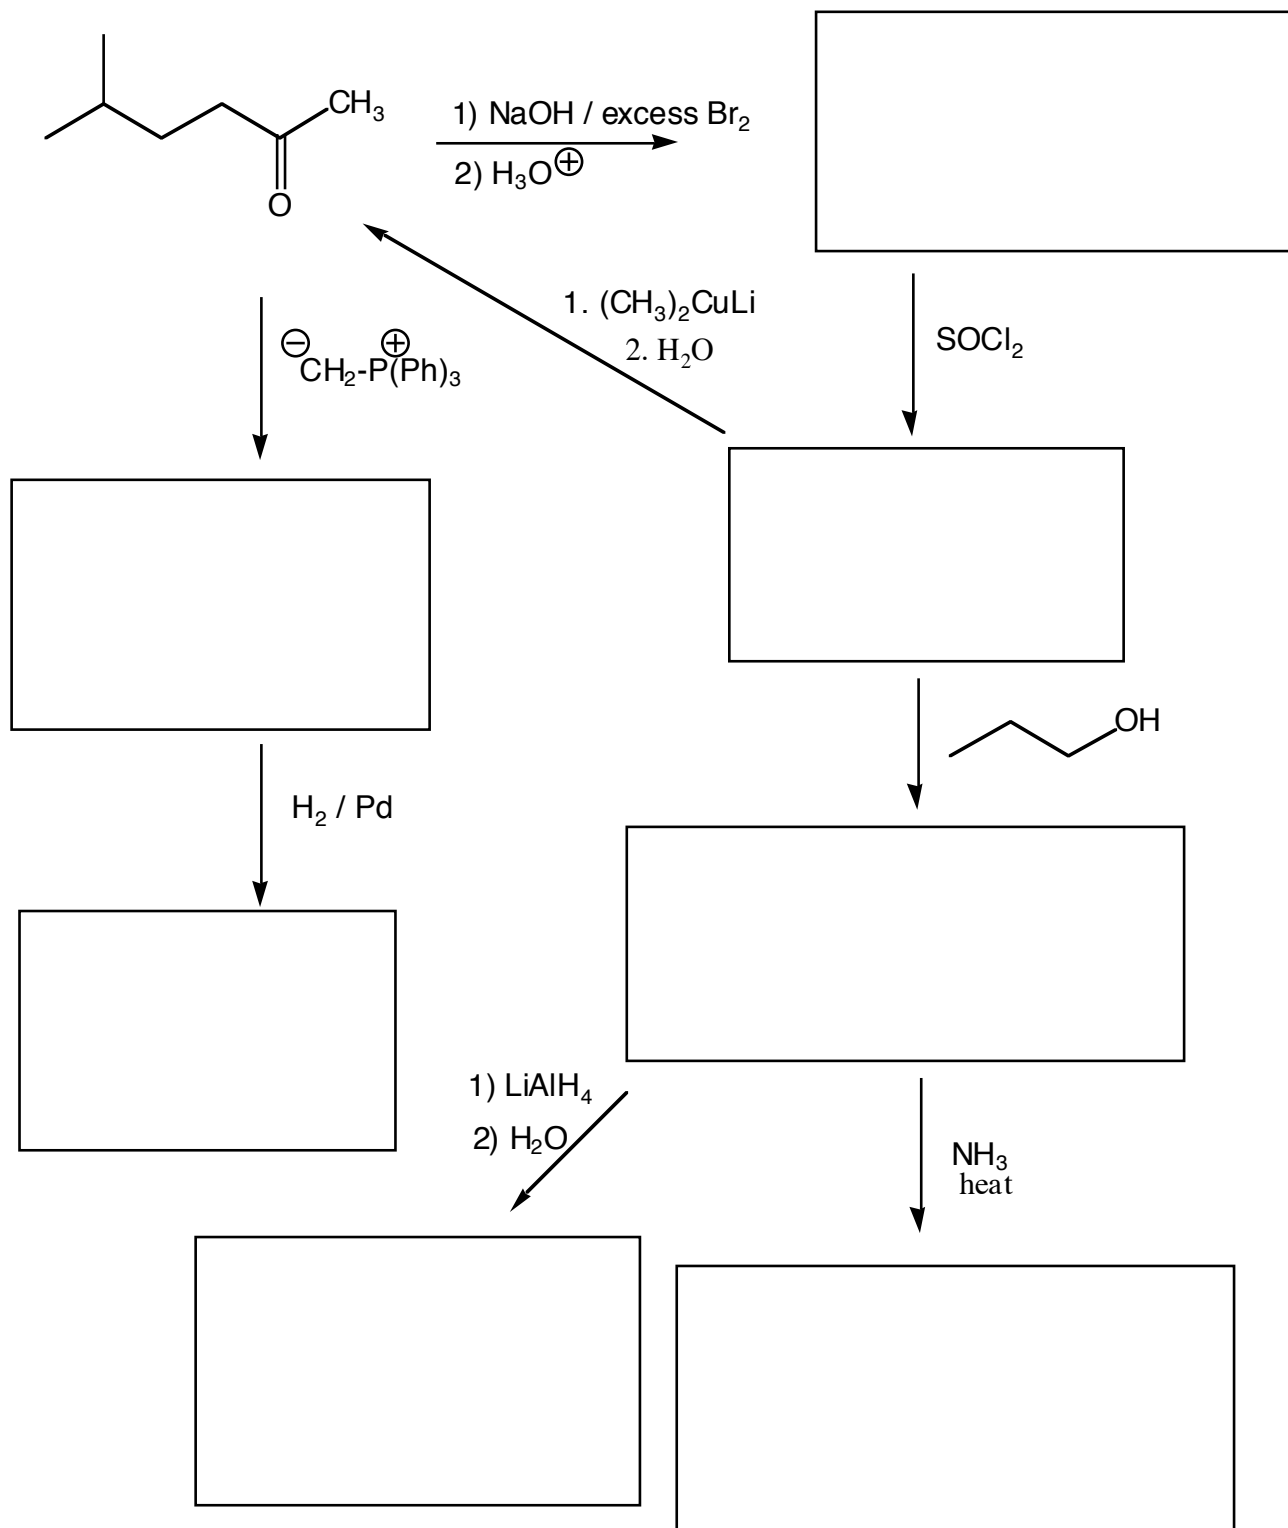 CH₃
O
1) NaOH / excess Br₂
2) H₃O⊕
1. (CH₃)₂CuLi
2. H₂O
SOCl₂
⊖ ⊕
CH₂-P(Ph)₃
OH
H₂ / Pd
1) LiAlH₄
2) H₂O
NH₃
heat